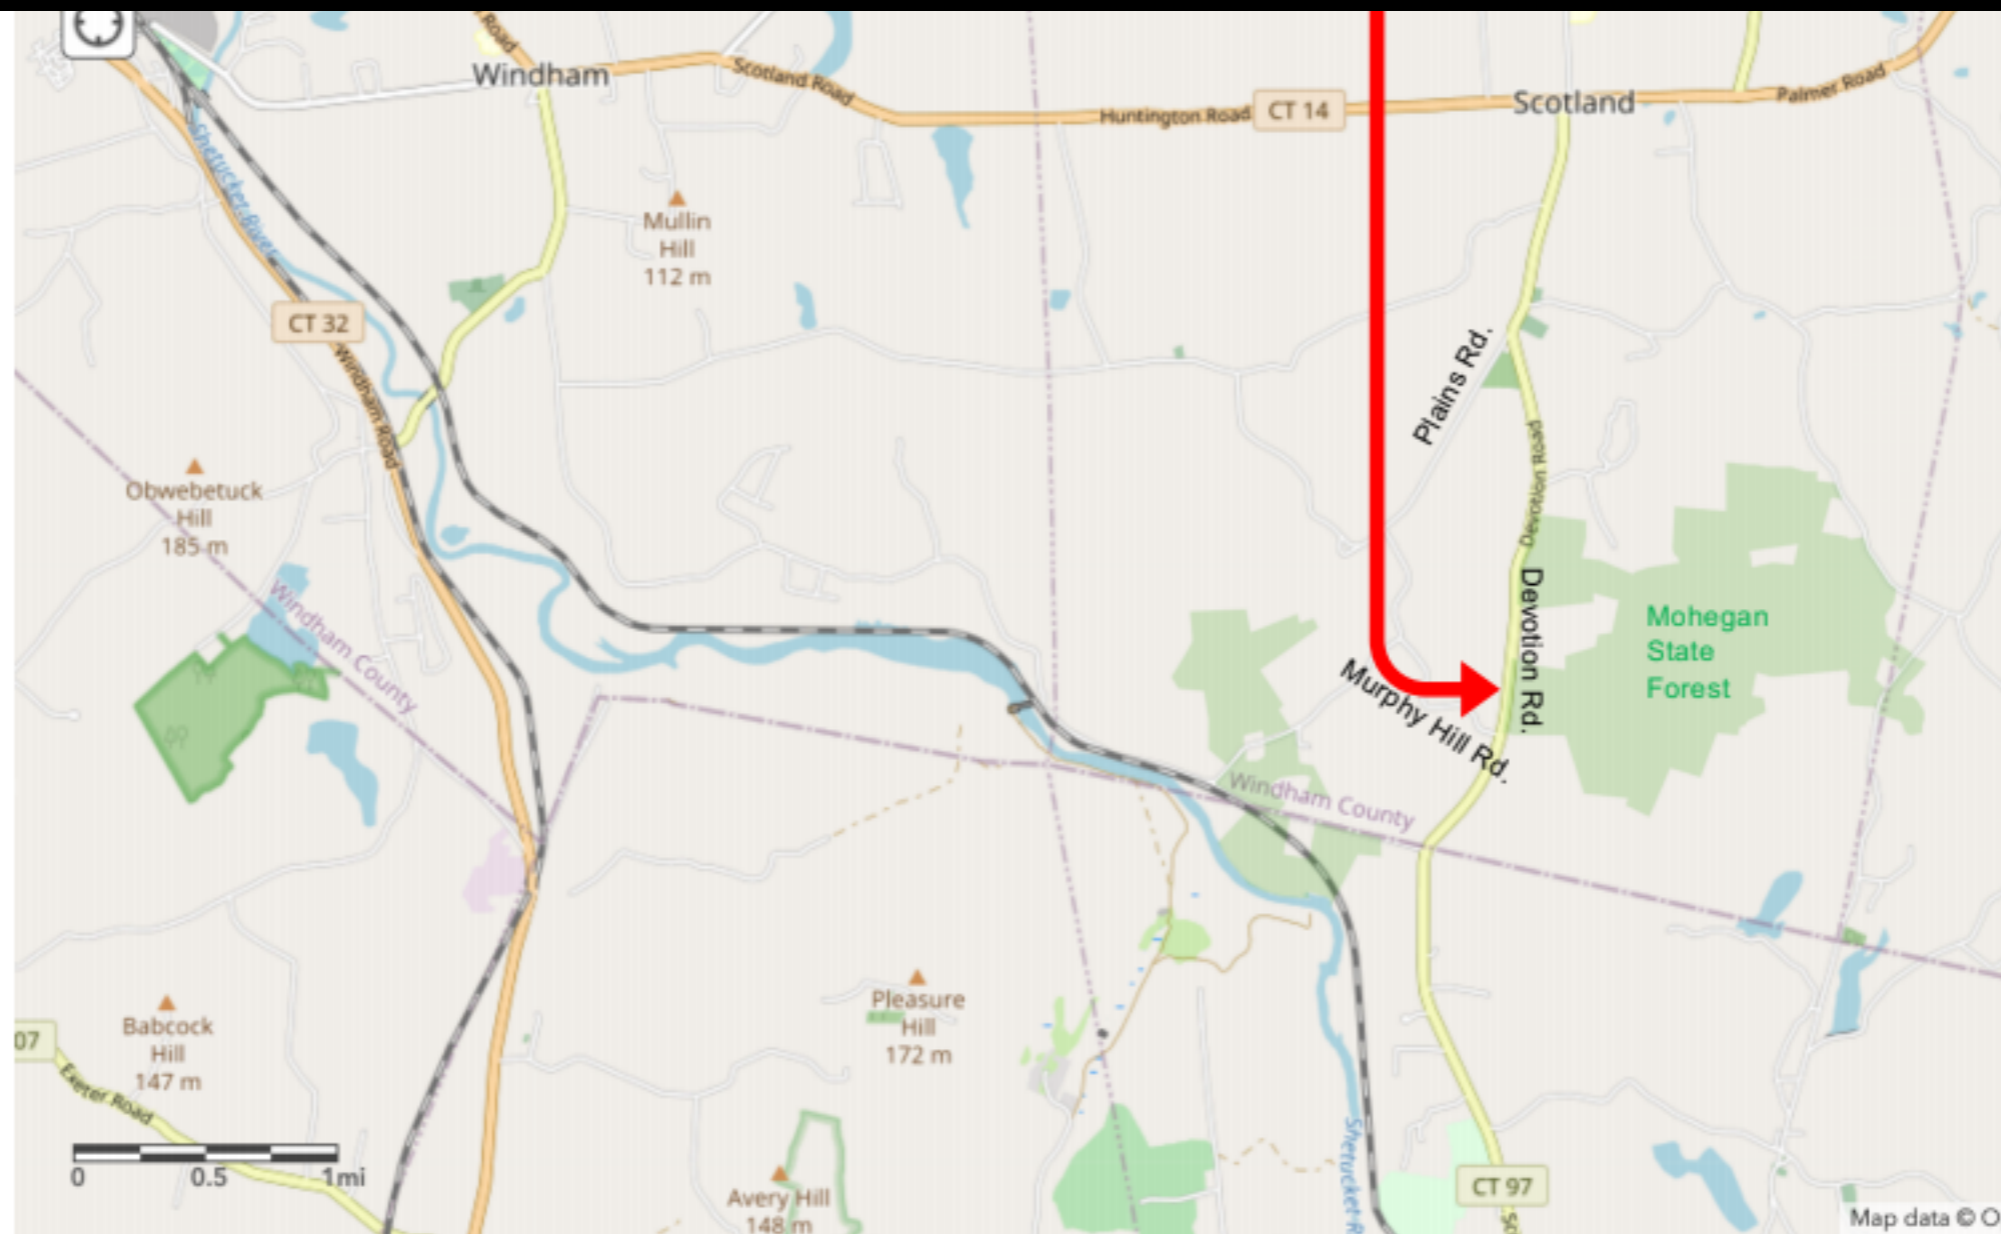 Road
Windham
Scotland Road
Huntington Road
CT 14
Scotland
Palmer Road
Shetucket River
Mullin
Hill
112 m
CT 32
Windham Road
Plains Rd.
Devotion Road
Obwebetuck
Hill
185 m
Windham County
Devotion Rd.
Mohegan
State
Forest
Murphy Hill Rd.
Windham County
Pleasure
Hill
172 m
Babcock
Hill
147 m
07
Exeter Road
0 0.5 1mi
Avery Hill
148 m
Shetucket R
CT 97
So
Map data © O